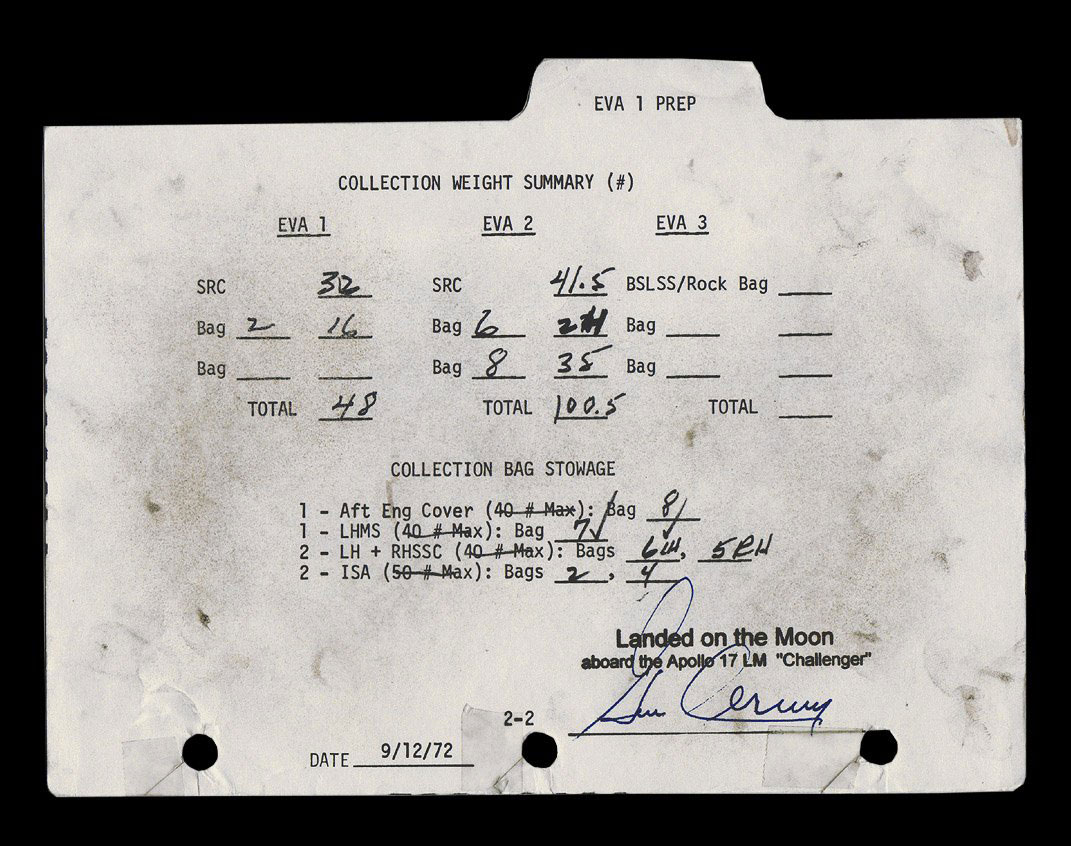 EVA 1 PREP
COLLECTION WEIGHT SUMMARY (#)
EVA 1 EVA 2 EVA 3
SRC 32 SRC 41.5 BSLSS/Rock Bag
Bag 2 16 Bag 6 24 Bag
Bag Bag 8 35 Bag
TOTAL 48 TOTAL 100.5 TOTAL
COLLECTION BAG STOWAGE
1 - Aft Eng Cover (40 # Max): Bag 8
1 - LHMS (40 # Max): Bag 7
2 - LH + RHSSC (40 # Max): Bags 6LH, 5RH
2 - ISA (50 # Max): Bags 2, 4
Landed on the Moon
aboard the Apollo 17 LM "Challenger"
Gene Cernan
2-2
DATE 9/12/72